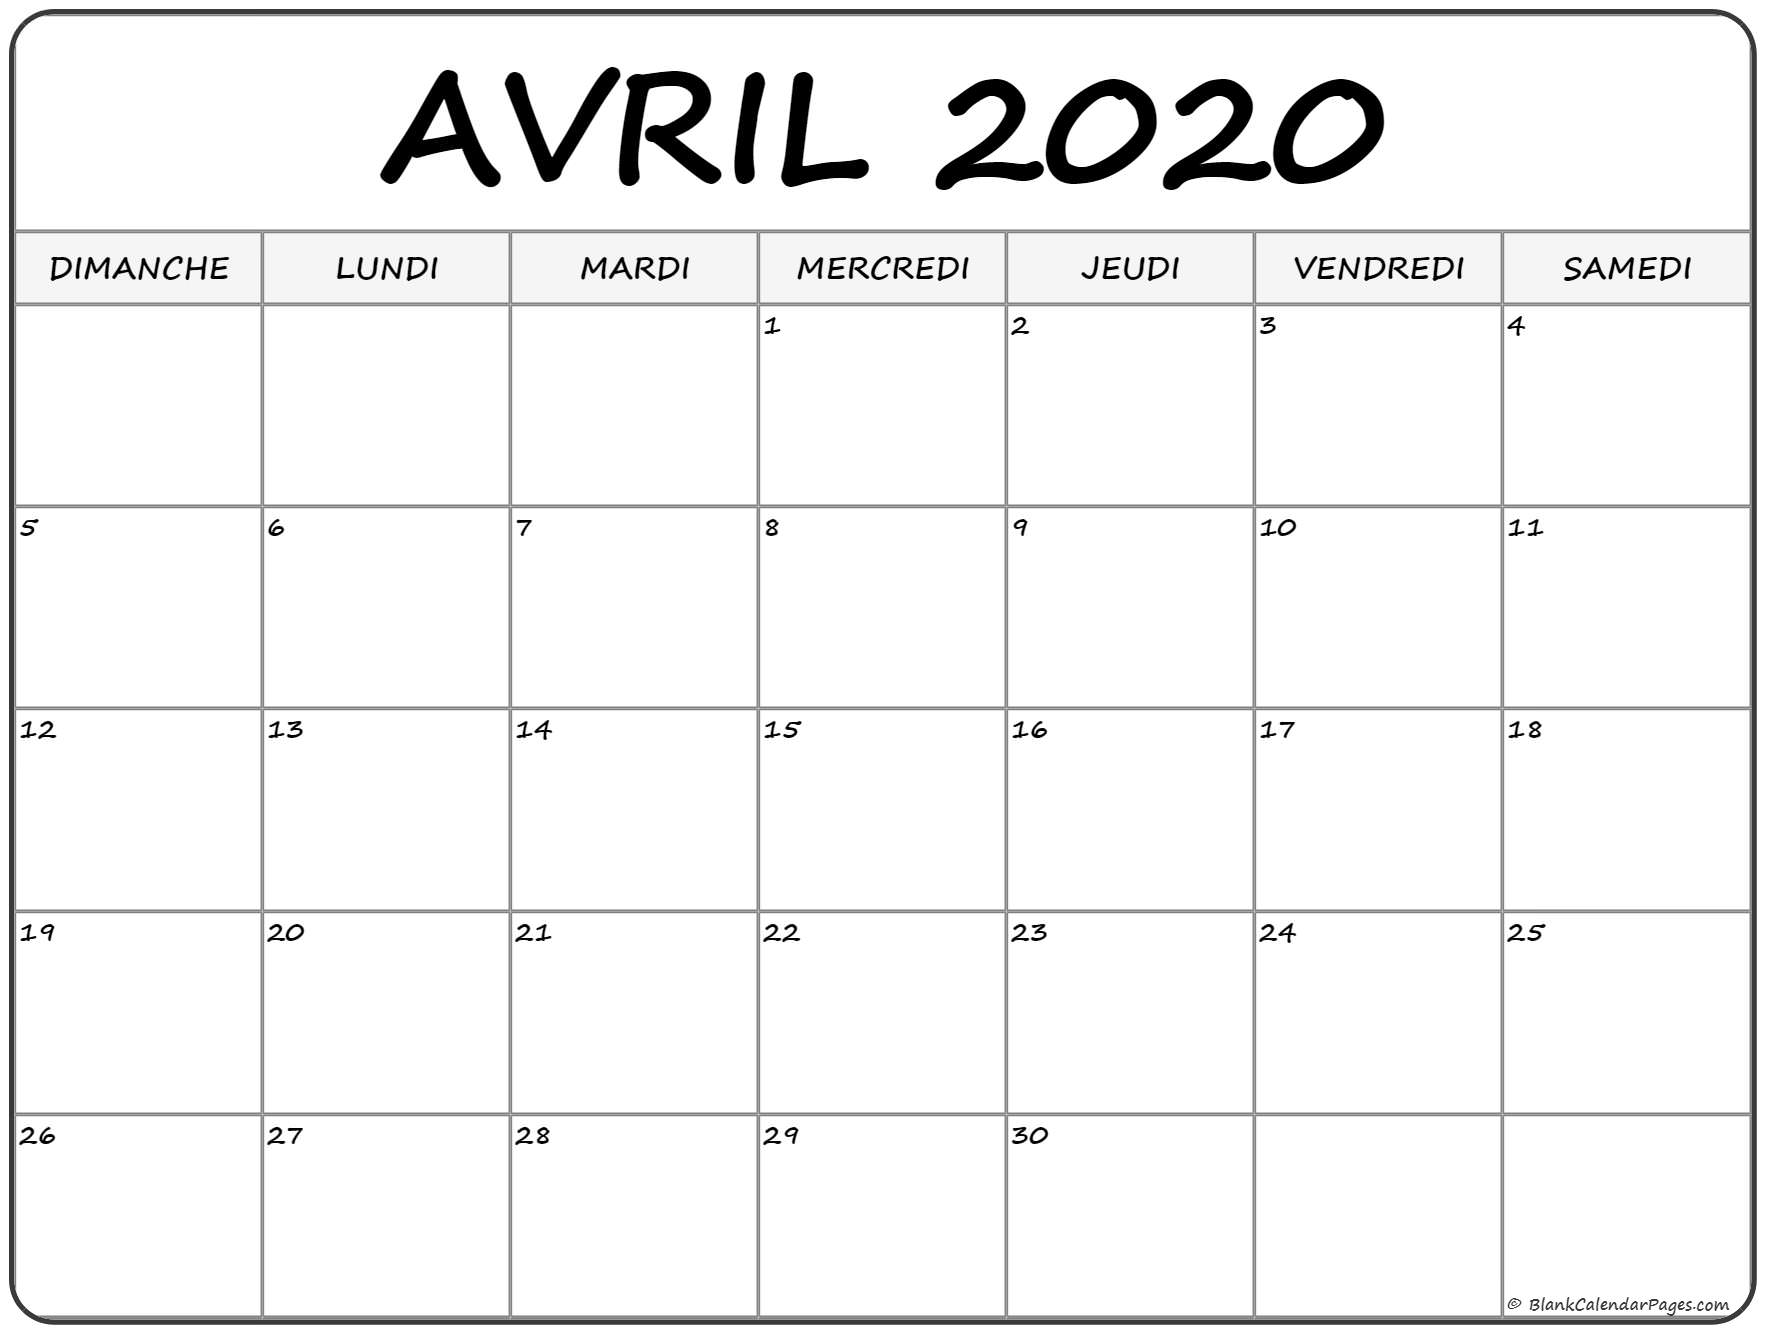 AVRIL 2020
DIMANCHE LUNDI MARDI MERCREDI JEUDI VENDREDI SAMEDI
1 2 3 4
5 6 7 8 9 10 11
12 13 14 15 16 17 18
19 20 21 22 23 24 25
26 27 28 29 30
© BlankCalendarPages.com